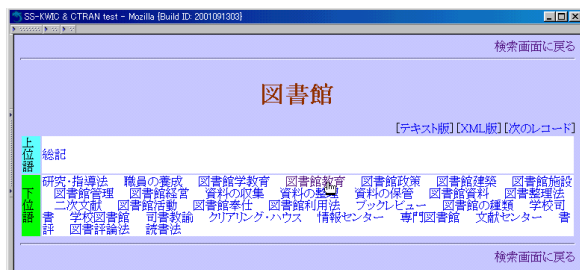 SS-KWIC & CTRAN test - Mozilla {Build ID: 2001091303}
検索画面に戻る
図書館
[テキスト版] [XML版] [次のレコード]
上位語 総記
下位語 研究・指導法 職員の養成 図書館学教育 図書館教育 図書館政策 図書館建築 図書館施設
図書館管理 図書館経営 資料の収集 資料の整理 資料の保管 図書館資料 図書整理法
二次文献 図書館活動 図書館奉仕 図書館利用法 ブックレビュー 図書館の種類 学校司
書 学校図書館 司書教諭 クリアリング・ハウス 情報センター 専門図書館 文献センター 書
評 図書評論法 読書法
検索画面に戻る